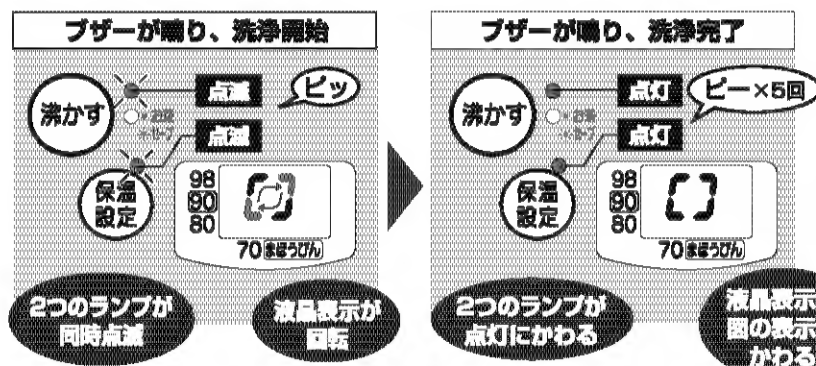 ブザーが鳴り、洗浄開始
沸かす
点滅
ピッ
点滅
保温
設定
98
90
80
70 まほうびん
2つのランプが
同時点滅
液晶表示が
回転
ブザーが鳴り、洗浄完了
沸かす
点灯
ピー×5回
点灯
保温
設定
98
90
80
70 まほうびん
2つのランプが
点灯にかわる
液晶表示
図の表示
かわる